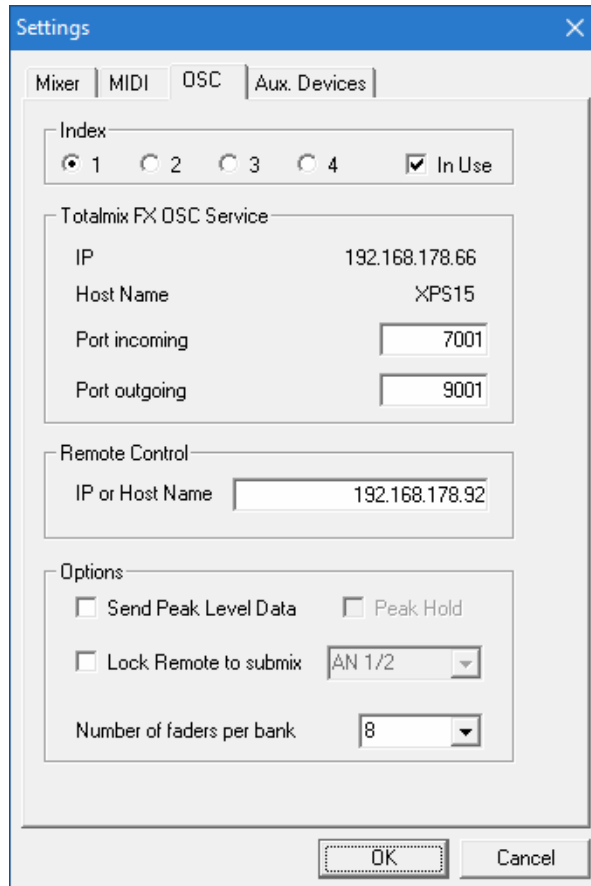 Settings
Mixer MIDI OSC Aux. Devices
Index
1 2 3 4 In Use
Totalmix FX OSC Service
IP 192.168.178.66
Host Name XPS15
Port incoming 7001
Port outgoing 9001
Remote Control
IP or Host Name 192.168.178.92
Options
Send Peak Level Data Peak Hold
Lock Remote to submix AN 1/2
Number of faders per bank 8
OK Cancel